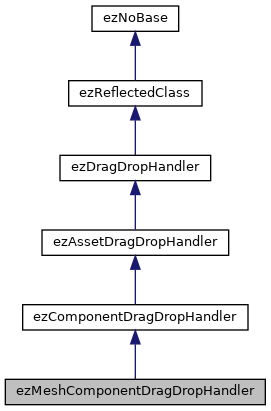 ezNoBase
ezReflectedClass
ezDragDropHandler
ezAssetDragDropHandler
ezComponentDragDropHandler
ezMeshComponentDragDropHandler